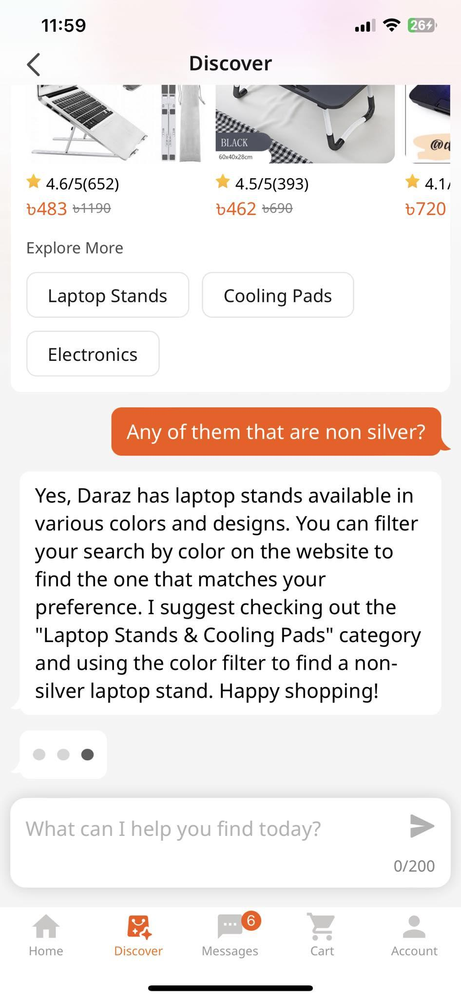 11:59
26
Discover
BLACK
60x40x28cm
4.6/5(652)
4.5/5(393)
4.1/
৳483 ৳1190
৳462 ৳690
৳720
Explore More
Laptop Stands
Cooling Pads
Electronics
Any of them that are non silver?
Yes, Daraz has laptop stands available in
various colors and designs. You can filter
your search by color on the website to
find the one that matches your
preference. I suggest checking out the
"Laptop Stands & Cooling Pads" category
and using the color filter to find a non-
silver laptop stand. Happy shopping!
What can I help you find today?
0/200
6
Home
Discover
Messages
Cart
Account